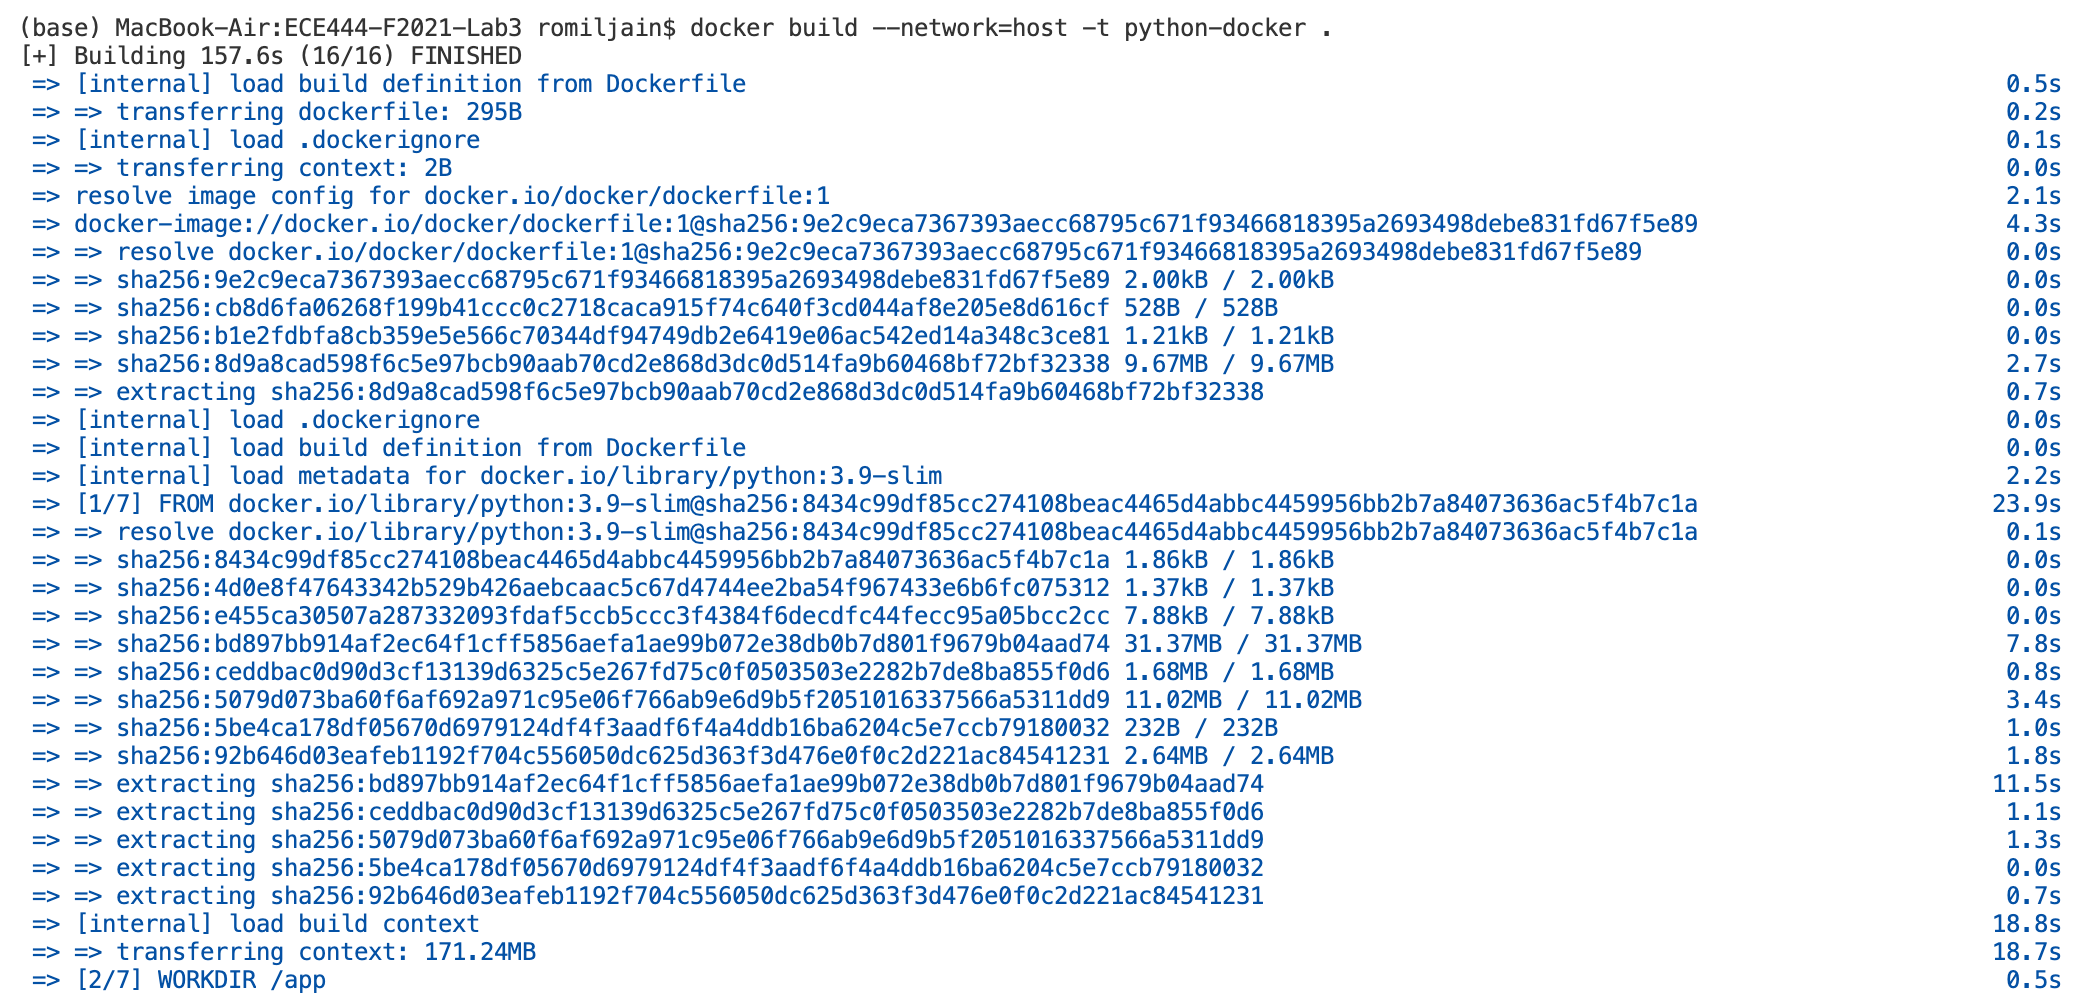 (base) MacBook-Air:ECE444-F2021-Lab3 romiljain$ docker build --network=host -t python-docker .
[+] Building 157.6s (16/16) FINISHED
=> [internal] load build definition from Dockerfile 0.5s
=> => transferring dockerfile: 295B 0.2s
=> [internal] load .dockerignore 0.1s
=> => transferring context: 2B 0.0s
=> resolve image config for docker.io/docker/dockerfile:1 2.1s
=> docker-image://docker.io/docker/dockerfile:1@sha256:9e2c9eca7367393aecc68795c671f93466818395a2693498debe831fd67f5e89 4.3s
=> => resolve docker.io/docker/dockerfile:1@sha256:9e2c9eca7367393aecc68795c671f93466818395a2693498debe831fd67f5e89 0.0s
=> => sha256:9e2c9eca7367393aecc68795c671f93466818395a2693498debe831fd67f5e89 2.00kB / 2.00kB 0.0s
=> => sha256:cb8d6fa06268f199b41ccc0c2718caca915f74c640f3cd044af8e205e8d616cf 528B / 528B 0.0s
=> => sha256:b1e2fdbfa8cb359e5e566c70344df94749db2e6419e06ac542ed14a348c3ce81 1.21kB / 1.21kB 0.0s
=> => sha256:8d9a8cad598f6c5e97bcb90aab70cd2e868d3dc0d514fa9b60468bf72bf32338 9.67MB / 9.67MB 2.7s
=> => extracting sha256:8d9a8cad598f6c5e97bcb90aab70cd2e868d3dc0d514fa9b60468bf72bf32338 0.7s
=> [internal] load .dockerignore 0.0s
=> [internal] load build definition from Dockerfile 0.0s
=> [internal] load metadata for docker.io/library/python:3.9-slim 2.2s
=> [1/7] FROM docker.io/library/python:3.9-slim@sha256:8434c99df85cc274108beac4465d4abbc4459956bb2b7a84073636ac5f4b7c1a 23.9s
=> => resolve docker.io/library/python:3.9-slim@sha256:8434c99df85cc274108beac4465d4abbc4459956bb2b7a84073636ac5f4b7c1a 0.1s
=> => sha256:8434c99df85cc274108beac4465d4abbc4459956bb2b7a84073636ac5f4b7c1a 1.86kB / 1.86kB 0.0s
=> => sha256:4d0e8f47643342b529b426aebcaac5c67d4744ee2ba54f967433e6b6fc075312 1.37kB / 1.37kB 0.0s
=> => sha256:e455ca30507a287332093fdaf5ccb5ccc3f4384f6decdfc44fecc95a05bcc2cc 7.88kB / 7.88kB 0.0s
=> => sha256:bd897bb914af2ec64f1cff5856aefa1ae99b072e38db0b7d801f9679b04aad74 31.37MB / 31.37MB 7.8s
=> => sha256:ceddbac0d90d3cf13139d6325c5e267fd75c0f0503503e2282b7de8ba855f0d6 1.68MB / 1.68MB 0.8s
=> => sha256:5079d073ba60f6af692a971c95e06f766ab9e6d9b5f2051016337566a5311dd9 11.02MB / 11.02MB 3.4s
=> => sha256:5be4ca178df05670d6979124df4f3aadf6f4a4ddb16ba6204c5e7ccb79180032 232B / 232B 1.0s
=> => sha256:92b646d03eafeb1192f704c556050dc625d363f3d476e0f0c2d221ac84541231 2.64MB / 2.64MB 1.8s
=> => extracting sha256:bd897bb914af2ec64f1cff5856aefa1ae99b072e38db0b7d801f9679b04aad74 11.5s
=> => extracting sha256:ceddbac0d90d3cf13139d6325c5e267fd75c0f0503503e2282b7de8ba855f0d6 1.1s
=> => extracting sha256:5079d073ba60f6af692a971c95e06f766ab9e6d9b5f2051016337566a5311dd9 1.3s
=> => extracting sha256:5be4ca178df05670d6979124df4f3aadf6f4a4ddb16ba6204c5e7ccb79180032 0.0s
=> => extracting sha256:92b646d03eafeb1192f704c556050dc625d363f3d476e0f0c2d221ac84541231 0.7s
=> [internal] load build context 18.8s
=> => transferring context: 171.24MB 18.7s
=> [2/7] WORKDIR /app 0.5s